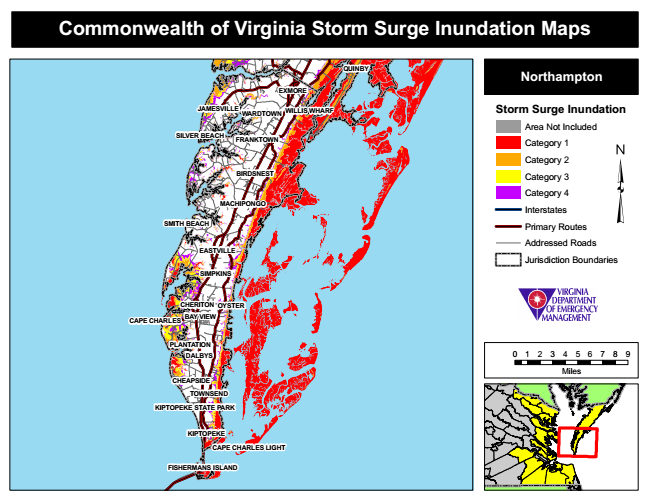 Commonwealth of Virginia Storm Surge Inundation Maps
QUINBY
EXMORE
JAMESVILLE
WILLIS WHARF
WARDTOWN
SILVER BEACH
FRANKTOWN
BIRDSNEST
MACHIPONGO
SMITH BEACH
EASTVILLE
SIMPKINS
CHERITON
OYSTER
BAYVIEW
CAPE CHARLES
PLANTATION
DALBYS
CHEAPSIDE
TOWNSEND
KIPTOPEKE STATE PARK
KIPTOPEKE
CAPE CHARLES LIGHT
FISHERMANS ISLAND
Northampton
Storm Surge Inundation
Area Not Included
Category 1
Category 2
Category 3
Category 4
Interstates
Primary Routes
Addressed Roads
Jurisdiction Boundaries
N
VIRGINIA
DEPARTMENT
OF EMERGENCY
MANAGEMENT
0 1 2 3 4 5 6 7 8 9
Miles